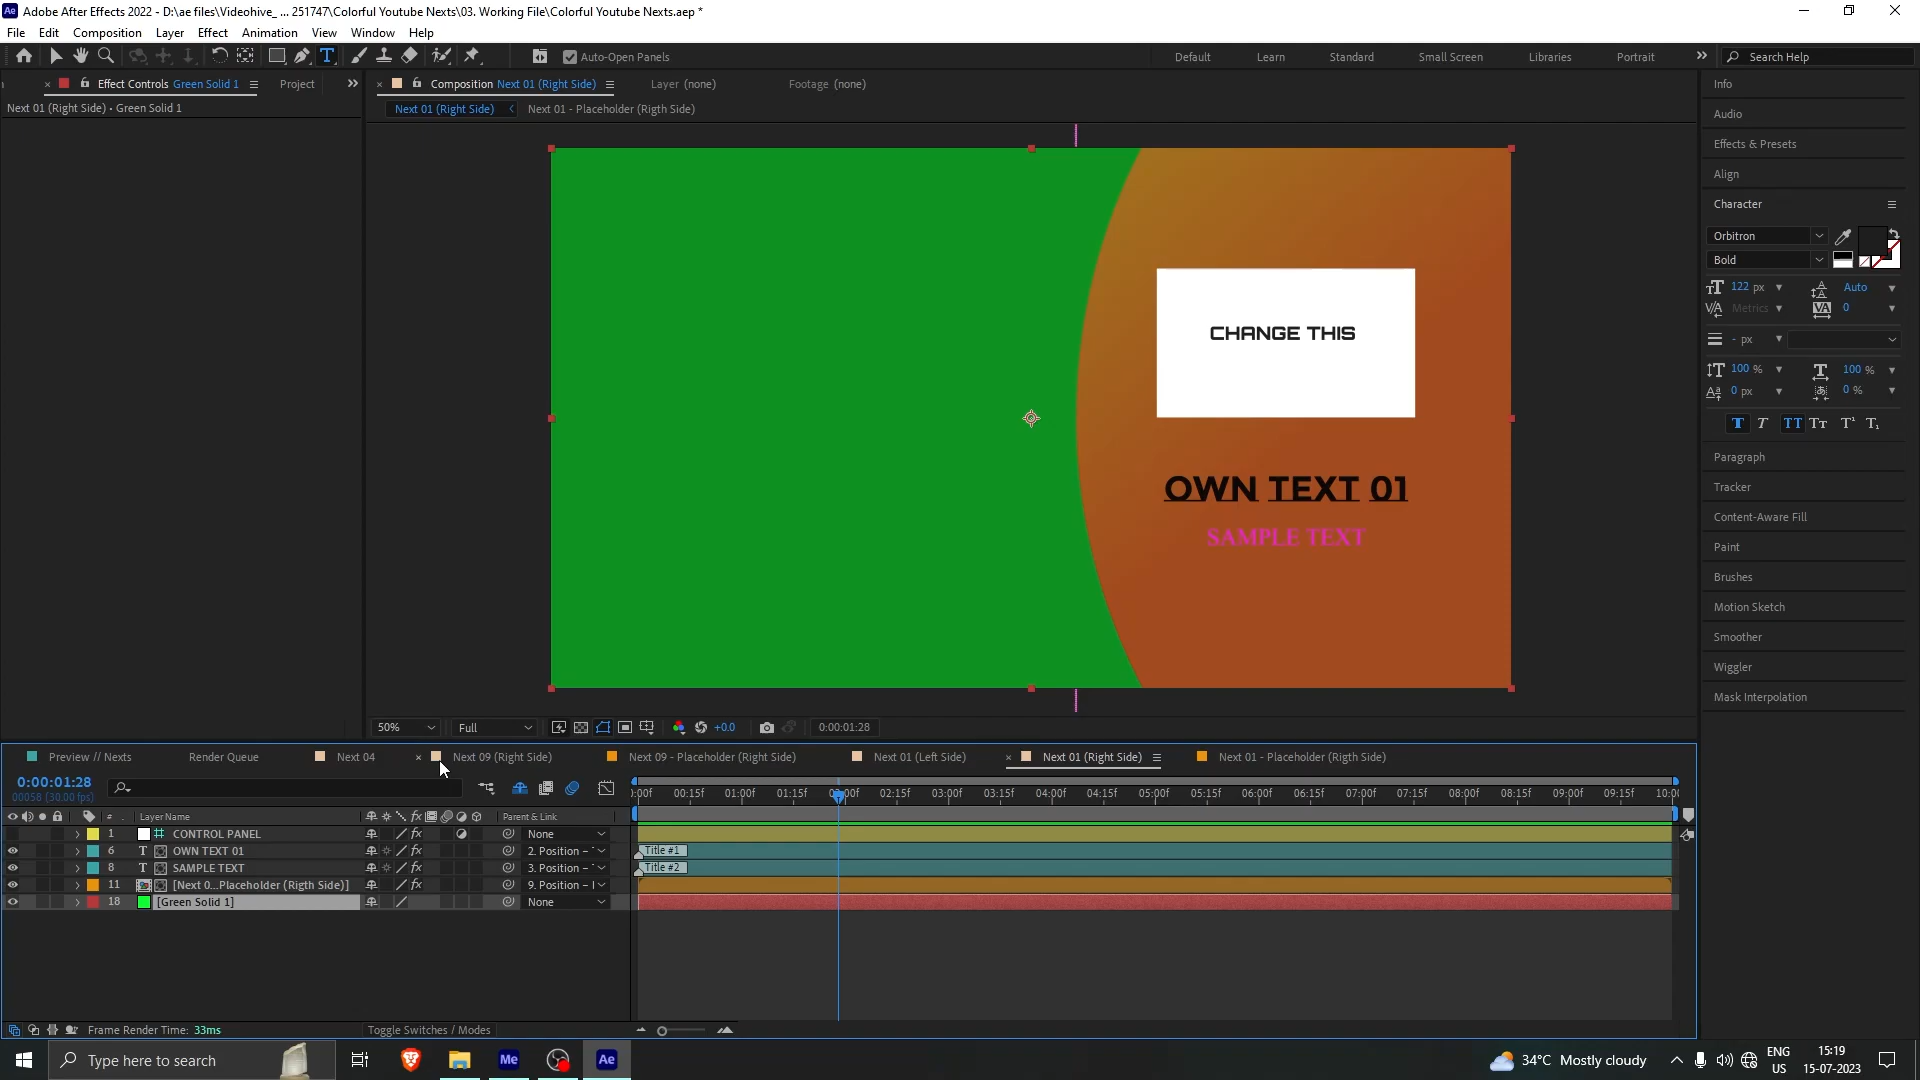 Adobe After Effects 2022 - D:\ae files\Videohive_ ... 251747\Colorful Youtube Nexts\03. Working File\Colorful Youtube Nexts.aep *
File Edit Composition Layer Effect Animation View Window Help
Auto-Open Panels
Default Learn Standard Small Screen Libraries Portrait Search Help
Effect Controls Green Solid 1 Project
Next 01 (Right Side) • Green Solid 1
Composition Next 01 (Right Side) Layer (none) Footage (none)
Next 01 (Right Side) Next 01 - Placeholder (Rigth Side)
CHANGE THIS
OWN TEXT 01
SAMPLE TEXT
50% Full +0.0 0:00:01:28
Info
Audio
Effects & Presets
Align
Character
Orbitron
Bold
122 px Auto
Metrics 0
- px
100 % 100 %
0 px 0 %
T T TT Tт T¹ T₁
Paragraph
Tracker
Content-Aware Fill
Paint
Brushes
Motion Sketch
Smoother
Wiggler
Mask Interpolation
Preview // Nexts Render Queue Next 04 Next 09 (Right Side) Next 09 - Placeholder (Right Side) Next 01 (Left Side) Next 01 (Right Side) Next 01 - Placeholder (Rigth Side)
0:00:01:28
00058 (30.00 fps)
:00f 00:15f 01:00f 01:15f 02:00f 02:15f 03:00f 03:15f 04:00f 04:15f 05:00f 05:15f 06:00f 06:15f 07:00f 07:15f 08:00f 08:15f 09:00f 09:15f 10:00
# Layer Name Parent & Link
1 CONTROL PANEL None
6 OWN TEXT 01 2. Position - Title #1
8 SAMPLE TEXT 3. Position - Title #2
11 [Next 0...Placeholder (Rigth Side)] 9. Position -
18 [Green Solid 1] None
Frame Render Time: 33ms Toggle Switches / Modes
Type here to search Me Ae 34°C Mostly cloudy ENG US 15:19 15-07-2023